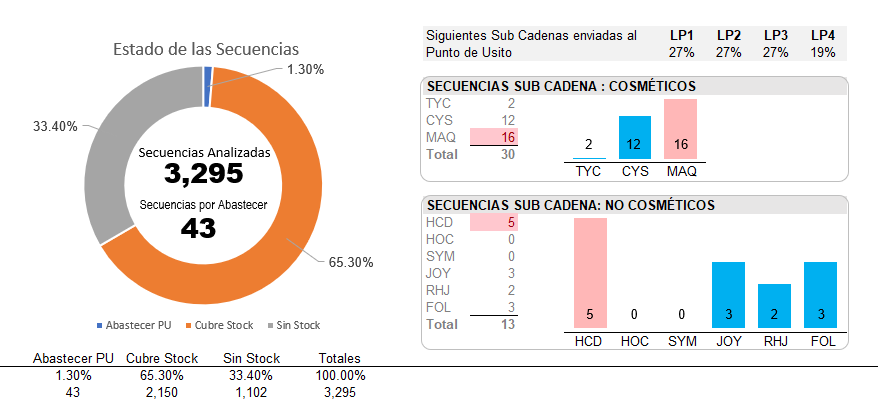 Estado de las Secuencias
1.30%
33.40%
Secuencias Analizadas
3,295
Secuencias por Abastecer
43
65.30%
Abastecer PU Cubre Stock Sin Stock
Abastecer PU Cubre Stock Sin Stock Totales
1.30% 65.30% 33.40% 100.00%
43 2,150 1,102 3,295
Siguientes Sub Cadenas enviadas al LP1 LP2 LP3 LP4
Punto de Usito 27% 27% 27% 19%
SECUENCIAS SUB CADENA : COSMÉTICOS
TYC 2
CYS 12
MAQ 16
Total 30
2 12 16
TYC CYS MAQ
SECUENCIAS SUB CADENA: NO COSMÉTICOS
HCD 5
HOC 0
SYM 0
JOY 3
RHJ 2
FOL 3
Total 13
5 0 0 3 2 3
HCD HOC SYM JOY RHJ FOL